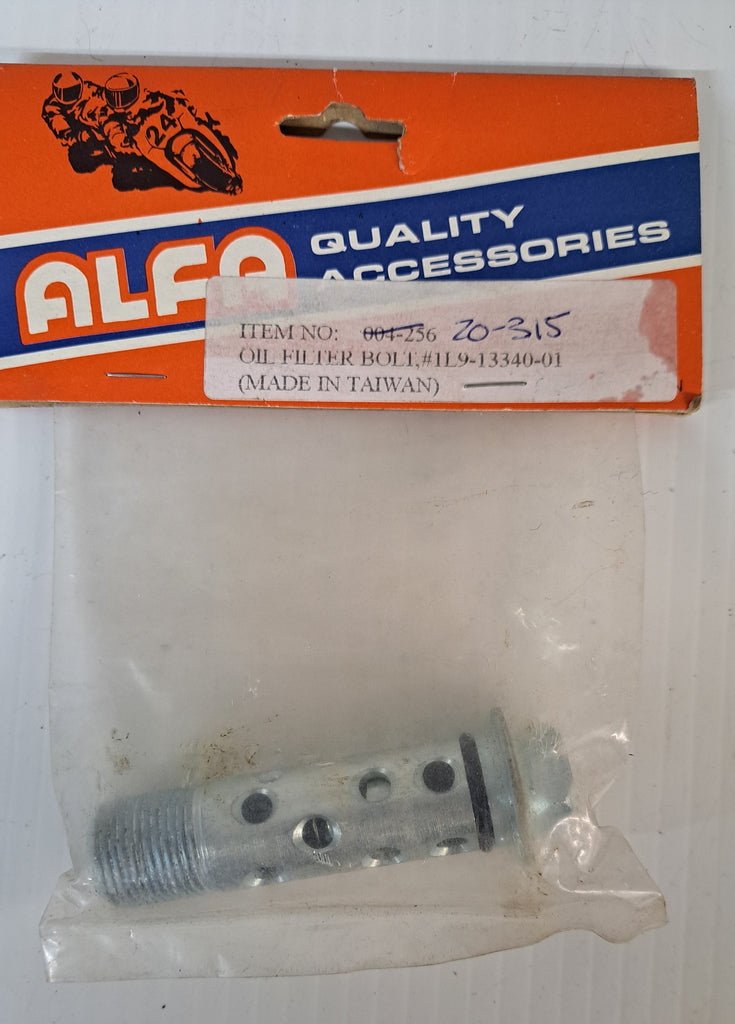 24
ALFA
QUALITY
ACCESSORIES
ITEM NO: 004-256 20-315
OIL FILTER BOLT,#1L9-13340-01
(MADE IN TAIWAN)